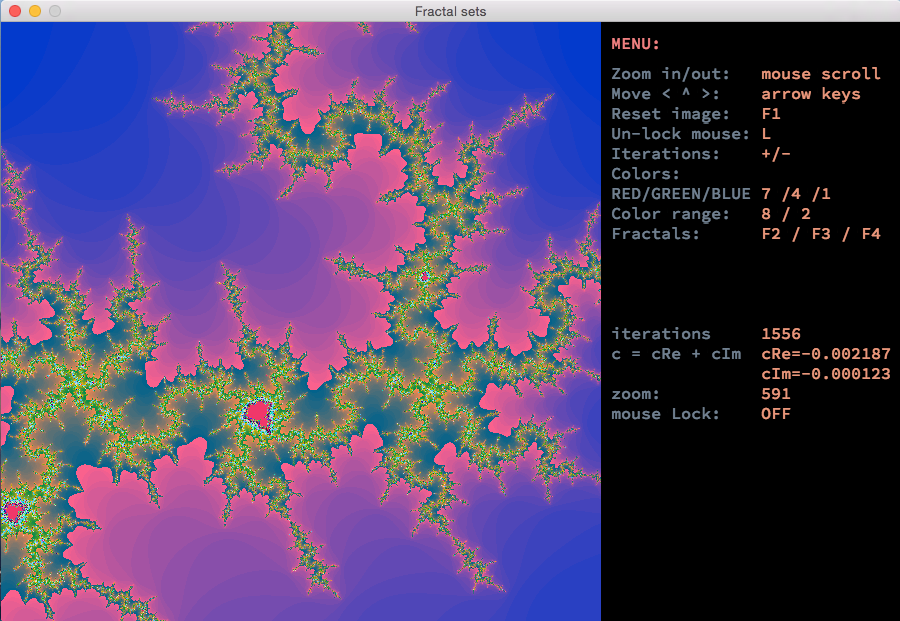 Fractal sets
MENU:
Zoom in/out: mouse scroll
Move < ^ >: arrow keys
Reset image: F1
Un-lock mouse: L
Iterations: +/-
Colors:
RED/GREEN/BLUE 7 /4 /1
Color range: 8 / 2
Fractals: F2 / F3 / F4
iterations 1556
c = cRe + cIm cRe=-0.002187
cIm=-0.000123
zoom: 591
mouse Lock: OFF